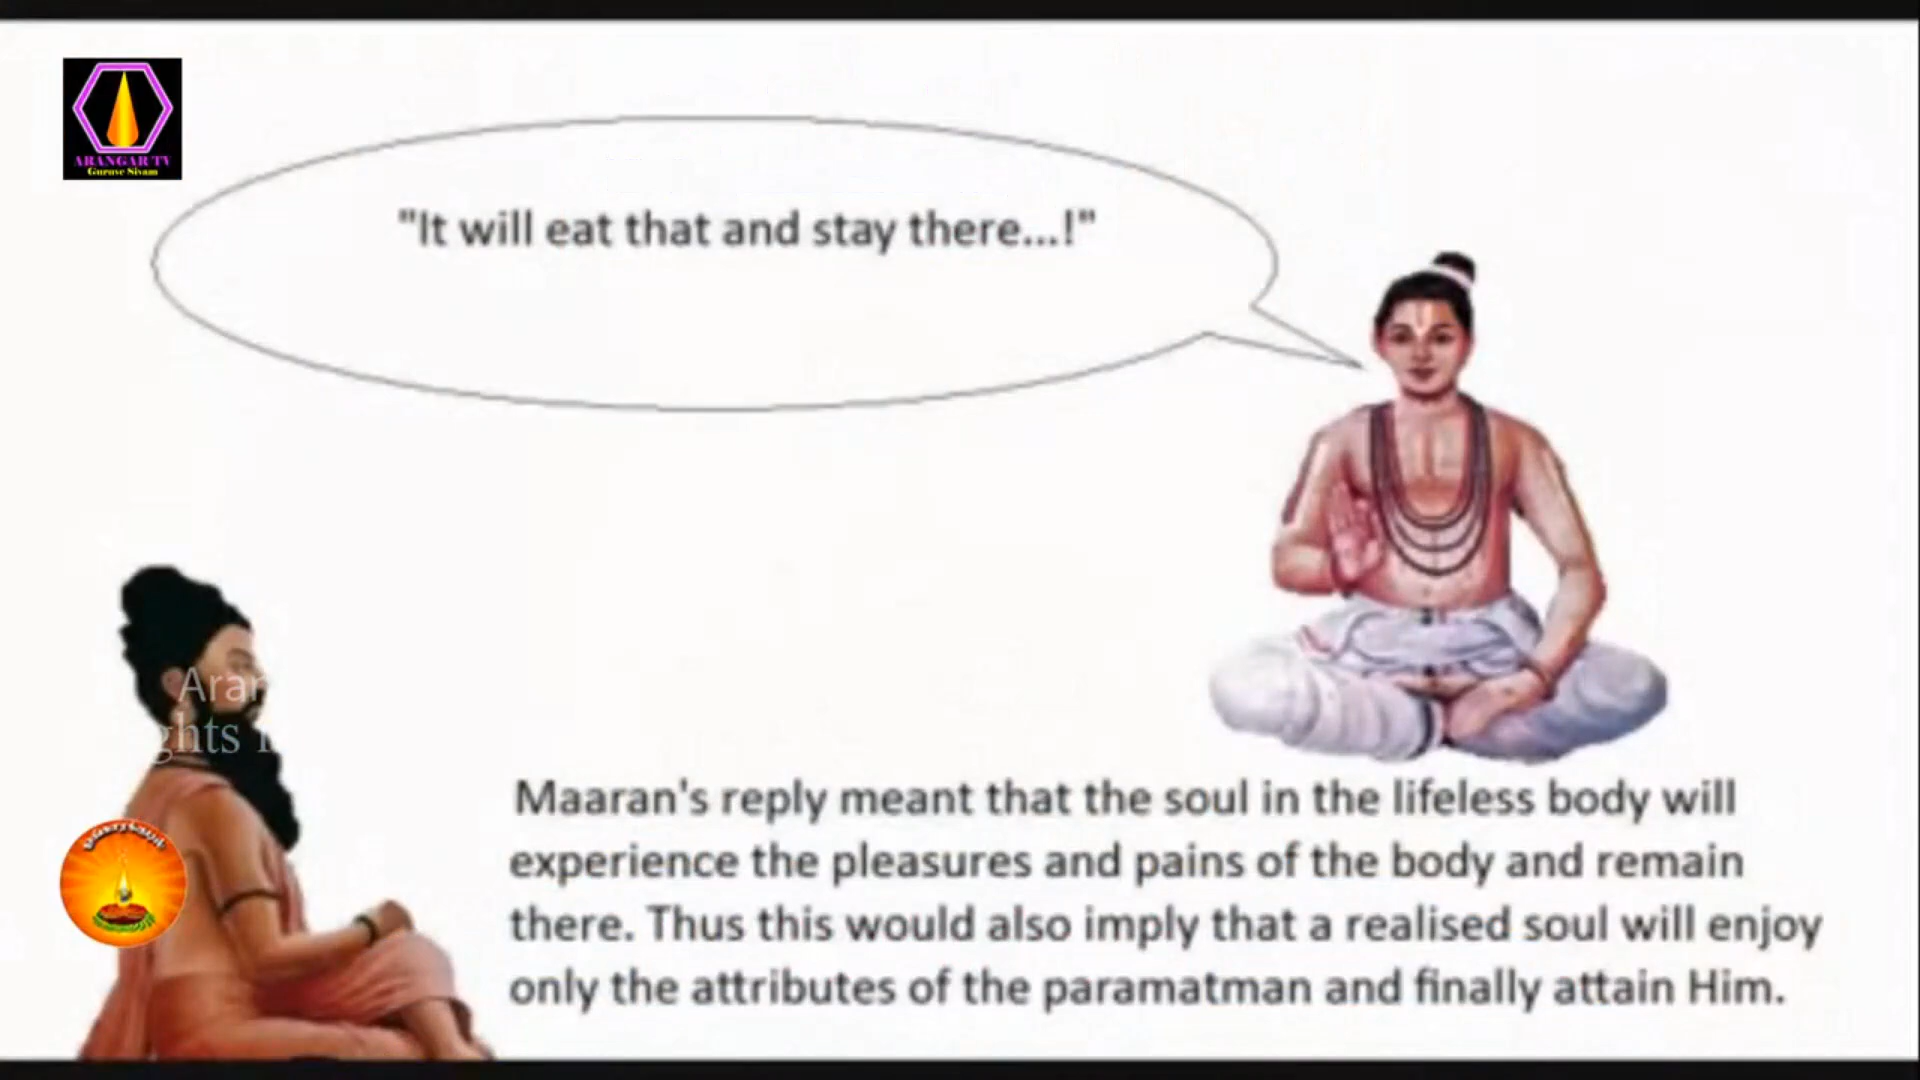 ARANGAR TV
Guruve Sivam
"It will eat that and stay there...!"
Maaran's reply meant that the soul in the lifeless body will
experience the pleasures and pains of the body and remain
there. Thus this would also imply that a realised soul will enjoy
only the attributes of the paramatman and finally attain Him.